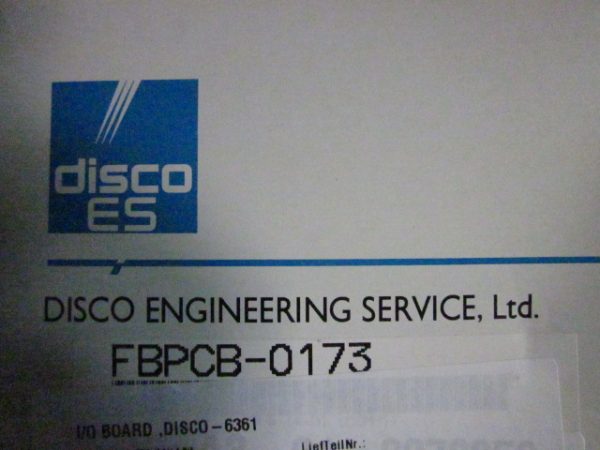 disco
ES
DISCO ENGINEERING SERVICE, Ltd.
FBPCB-0173
I/O BOARD ,DISCO-6361
LiefTeilNr.: